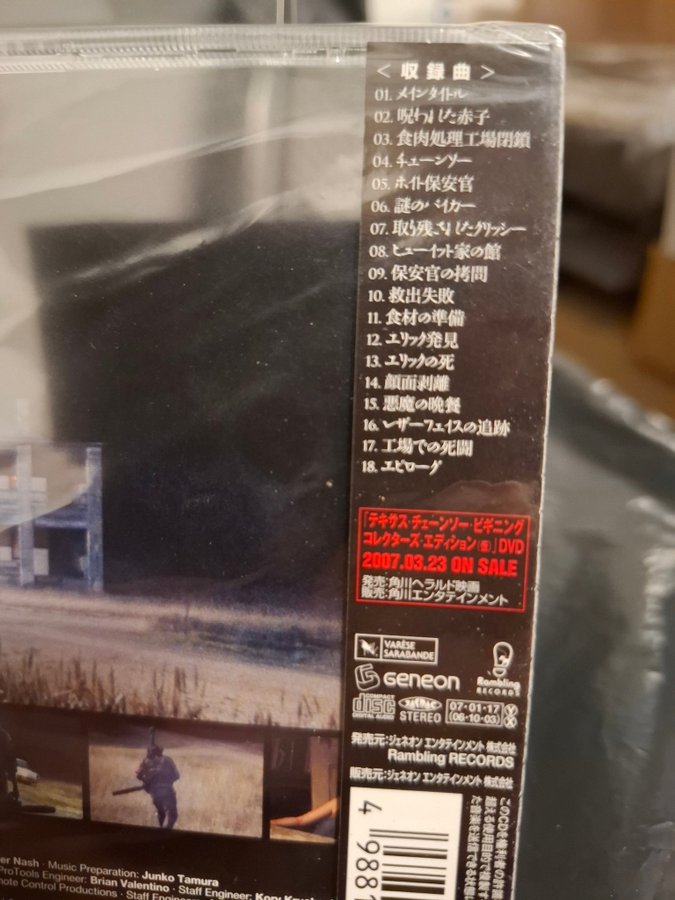 ＜収録曲＞
01. メインタイトル
02. 呪われた赤子
03. 食肉処理工場閉鎖
04. チェーンソー
05. ホイト保安官
06. 謎のバイカー
07. 取り残されたクリッシー
08. ヒューイット家の館
09. 保安官の拷問
10. 救出失敗
11. 食材の準備
12. エリック発見
13. エリックの死
14. 顔面剥離
15. 悪魔の晩餐
16. レザーフェイスの追跡
17. 工場での死闘
18. エピローグ
「テキサス・チェーンソー・ビギニング
コレクターズ・エディション(仮)」DVD
2007.03.23 ON SALE
発売:角川ヘラルド映画
販売:角川エンタテインメント
VARÈSE
SARABANDE
GENEON
Rambling
RECORDS
COMPACT
disc
DIGITAL AUDIO
STEREO
07・01・17
(06・10・03)
発売元:ジェネオン エンタテインメント 株式会社
Rambling RECORDS
販売元:ジェネオン エンタテインメント 株式会社
4 9881
er Nash · Music Preparation: Junko Tamura
ProTools Engineer: Brian Valentino · Staff Engineer:
mote Control Productions · Staff Engineer: Kory